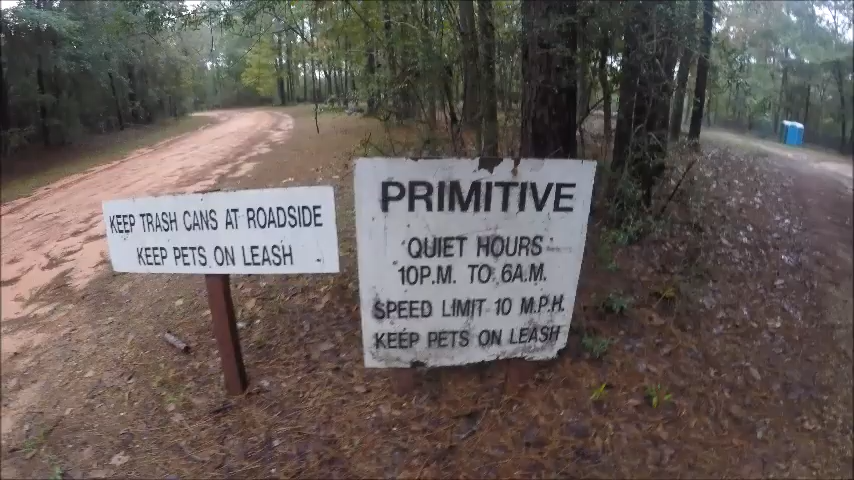 KEEP TRASH CANS AT ROADSIDE
KEEP PETS ON LEASH
PRIMITIVE
QUIET HOURS
10P.M. TO 6A.M.
SPEED LIMIT 10 M.P.H.
KEEP PETS ON LEASH